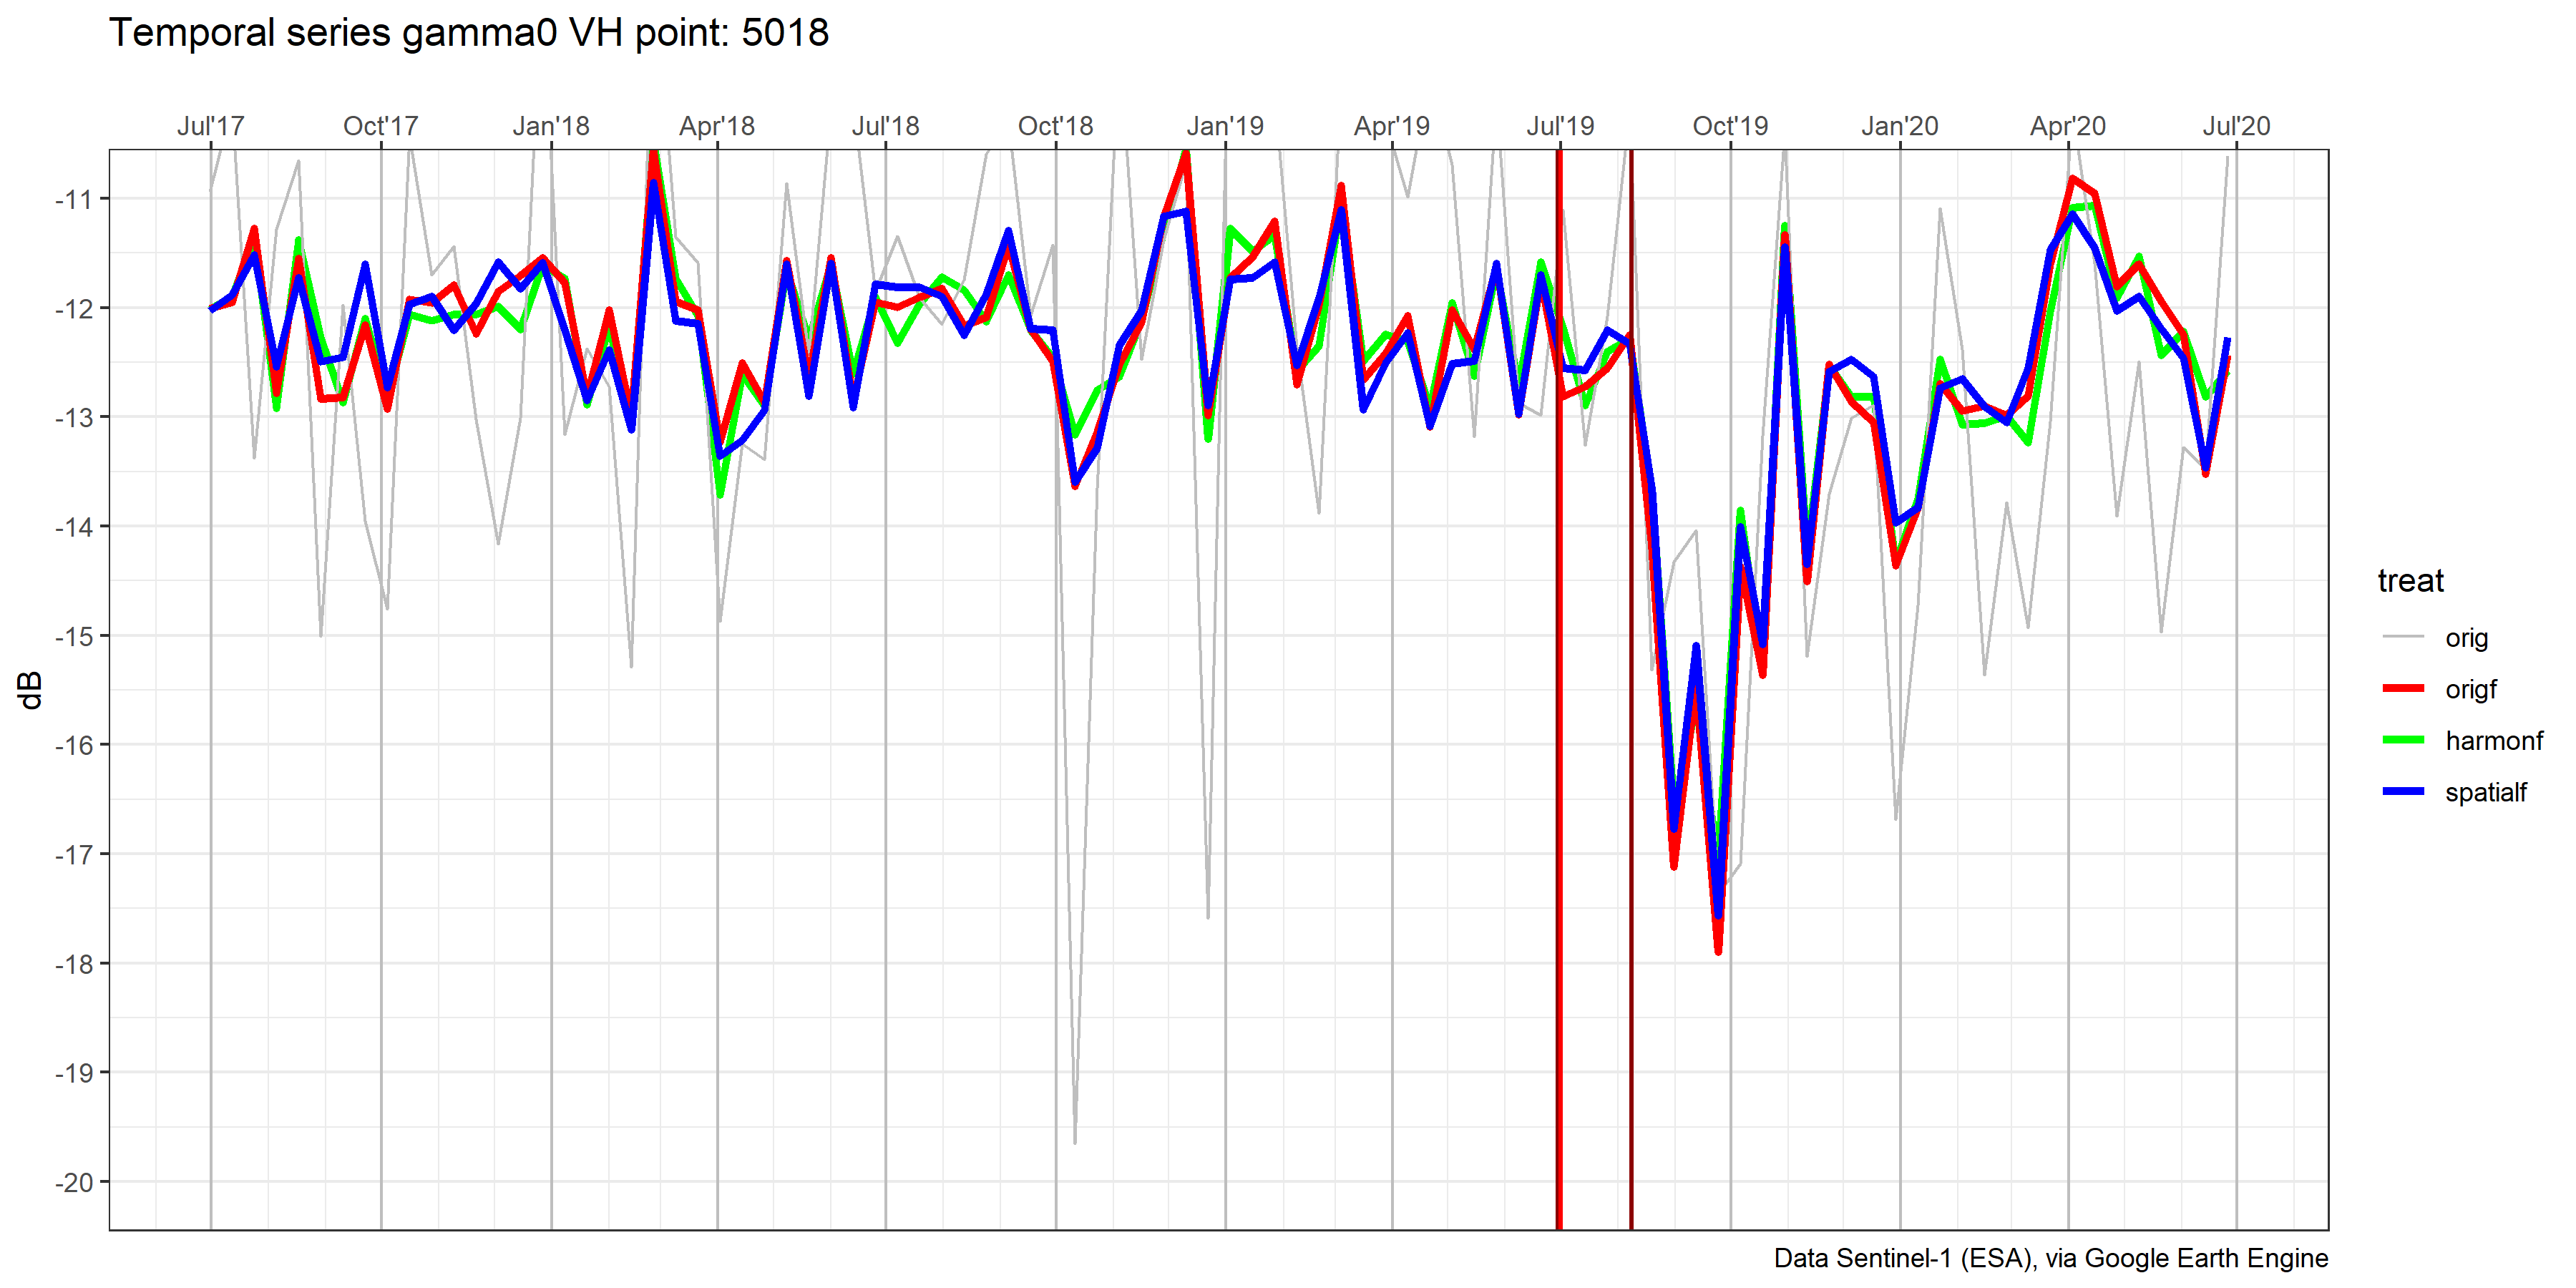 Temporal series gamma0 VH point: 5018
Jul'17 Oct'17 Jan'18 Apr'18 Jul'18 Oct'18 Jan'19 Apr'19 Jul'19 Oct'19 Jan'20 Apr'20 Jul'20
-11
-12
-13
-14
-15
-16
-17
-18
-19
-20
dB
treat
orig
origf
harmonf
spatialf
Data Sentinel-1 (ESA), via Google Earth Engine